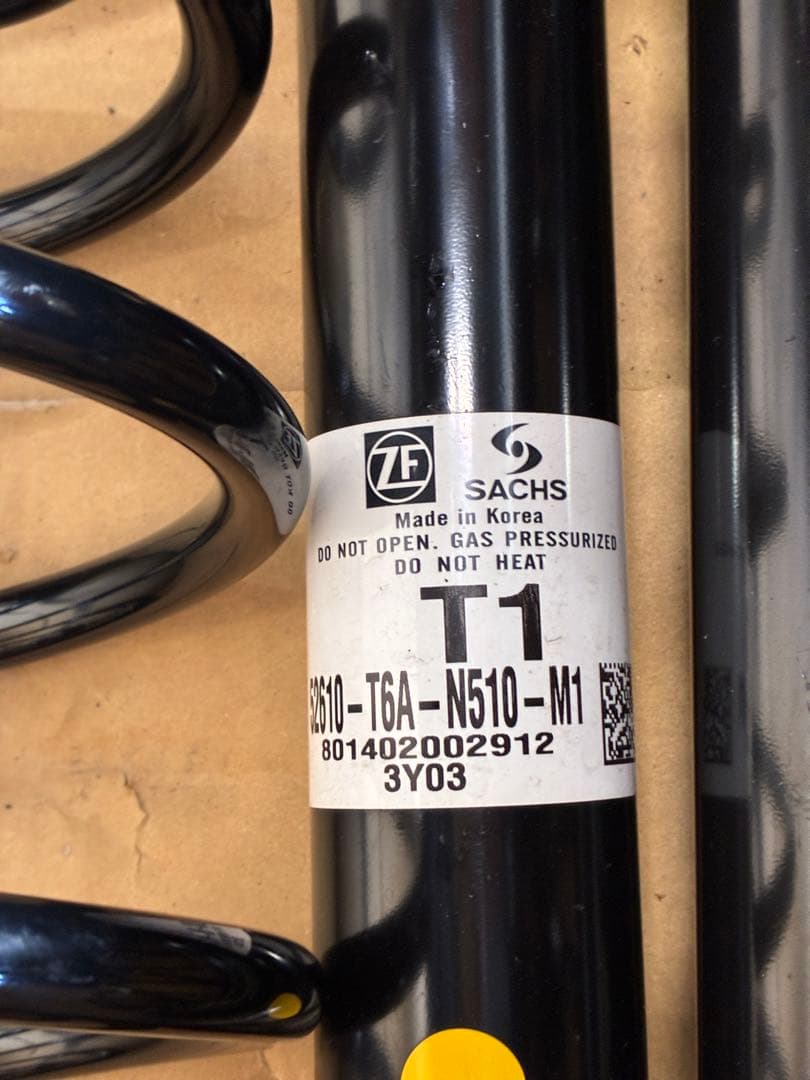 ZF SACHS
Made in Korea
DO NOT OPEN. GAS PRESSURIZED
DO NOT HEAT
T1
52610-T6A-N510-M1
801402002912
3Y03